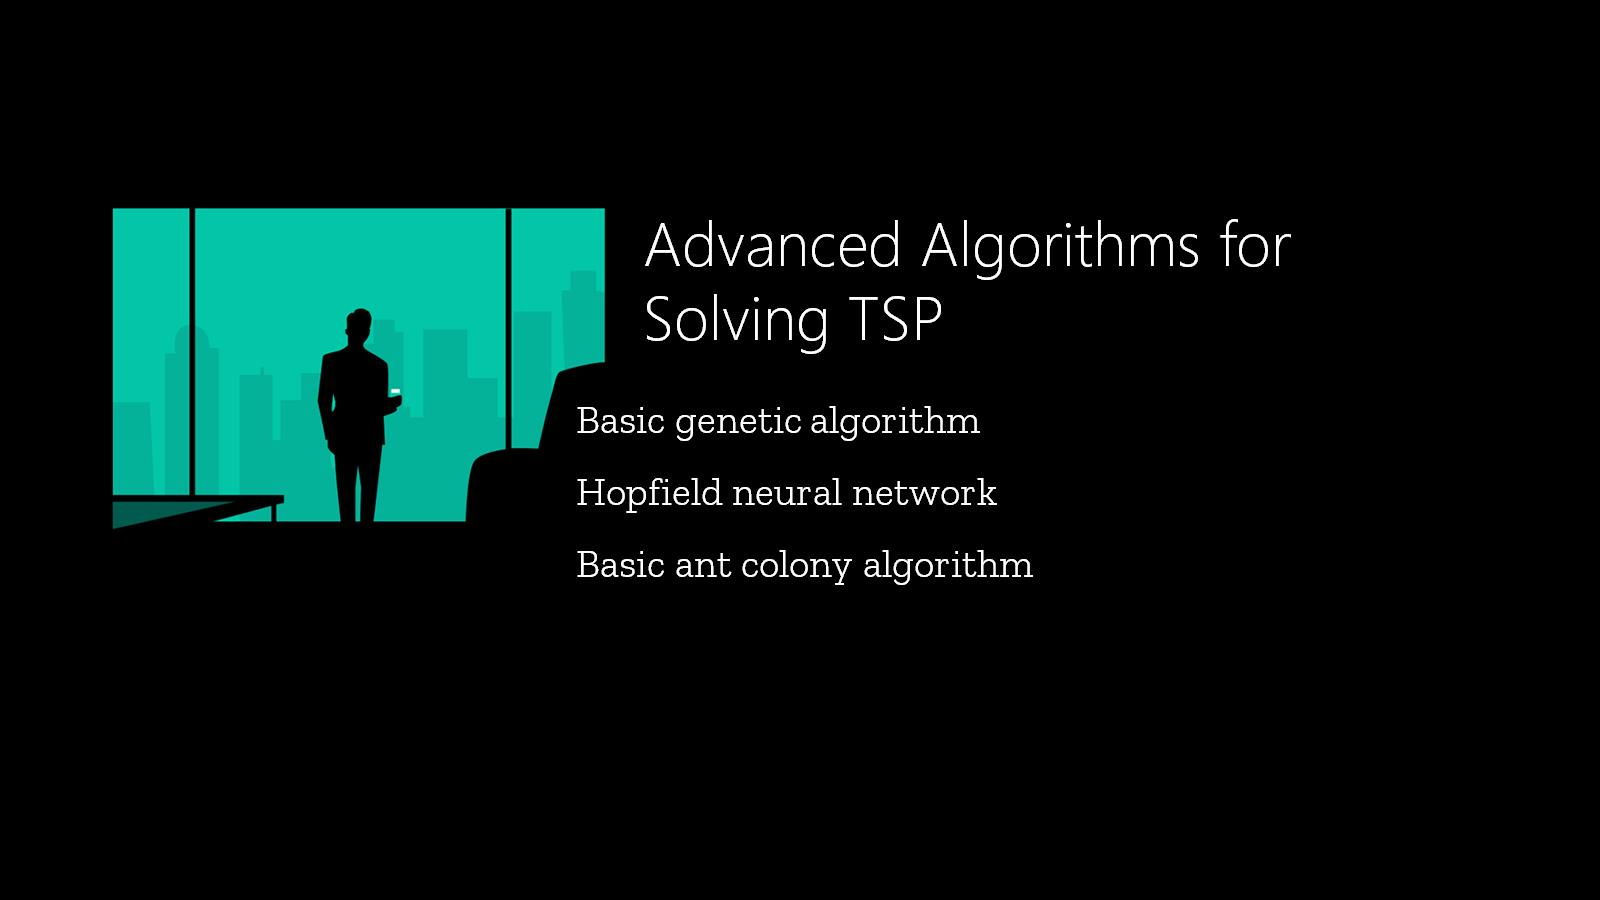 Advanced Algorithms for
Solving TSP
Basic genetic algorithm
Hopfield neural network
Basic ant colony algorithm